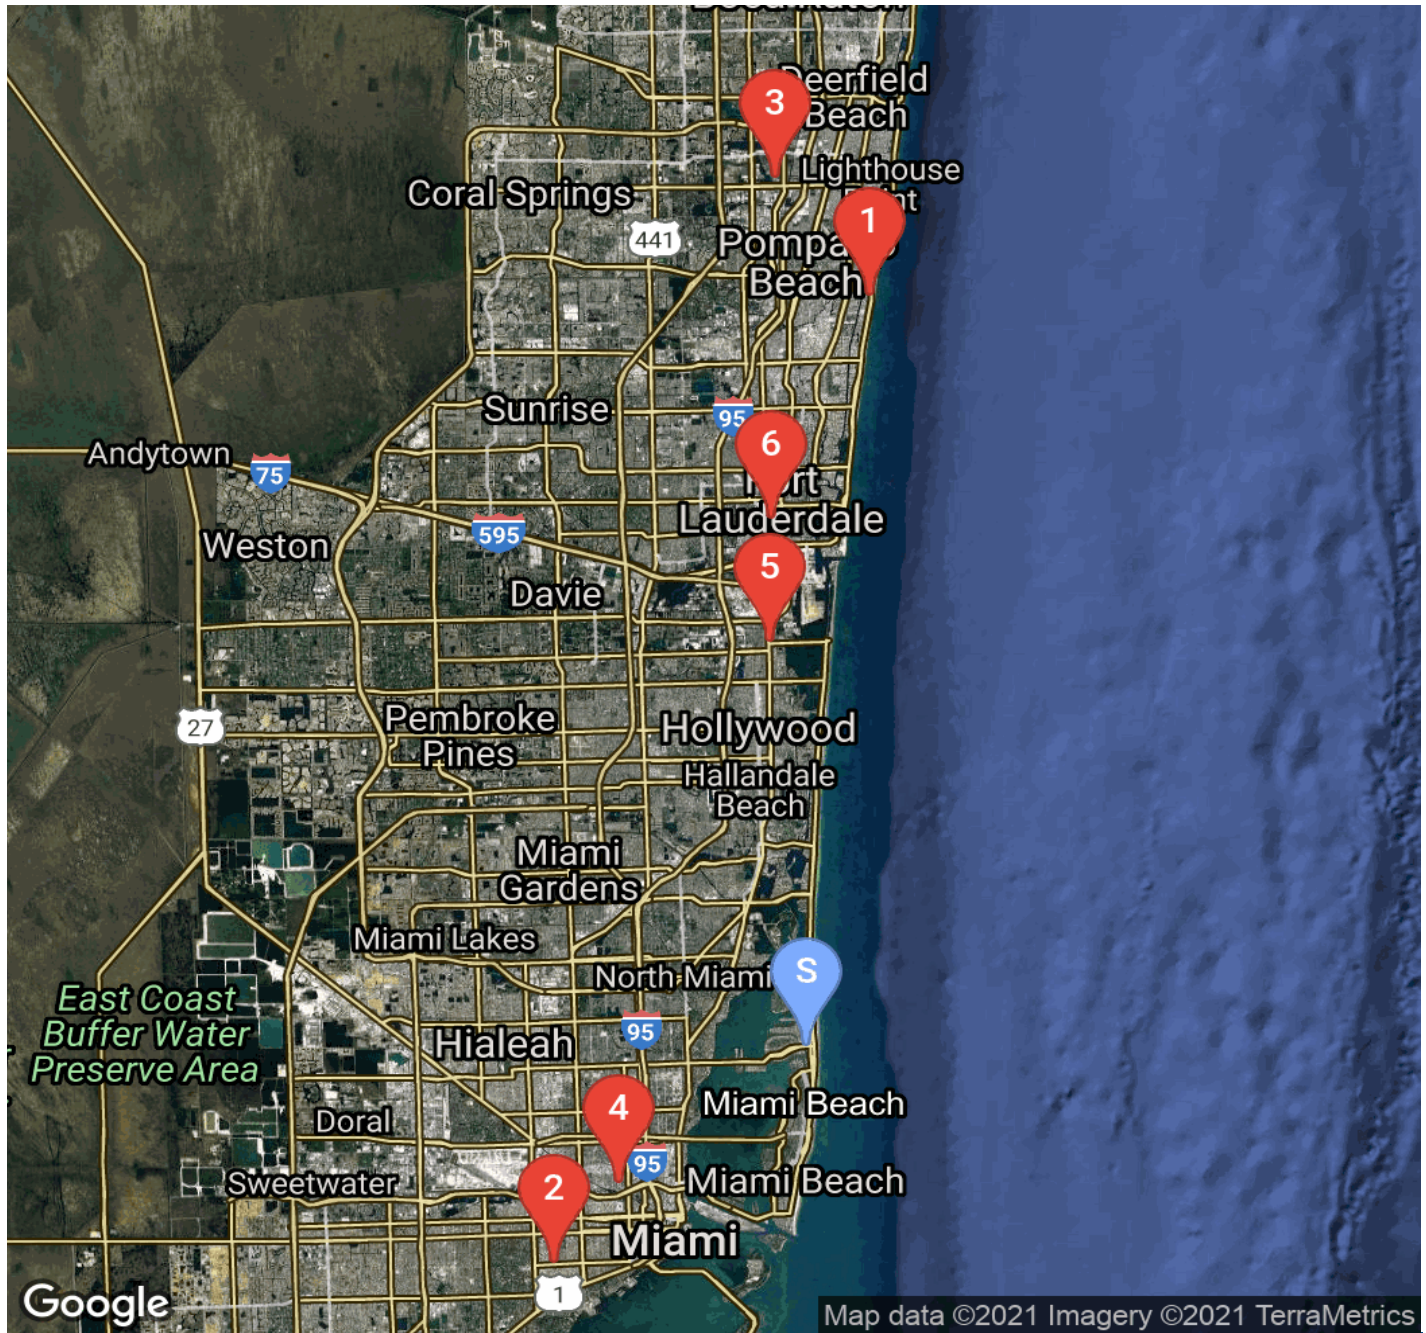 Deerfield
Beach
3
Lighthouse
Coral Springs
1
441
Pompano
Beach
Sunrise
95
Andytown
75
6
Fort
Lauderdale
595
Weston
5
Davie
27
Pembroke
Pines
Hollywood
Hallandale
Beach
Miami
Gardens
Miami Lakes
North Miami
S
East Coast
Buffer Water
Preserve Area
95
Hialeah
4
Miami Beach
Doral
95
Sweetwater
2
Miami Beach
Miami
1
Google
Map data ©2021 Imagery ©2021 TerraMetrics